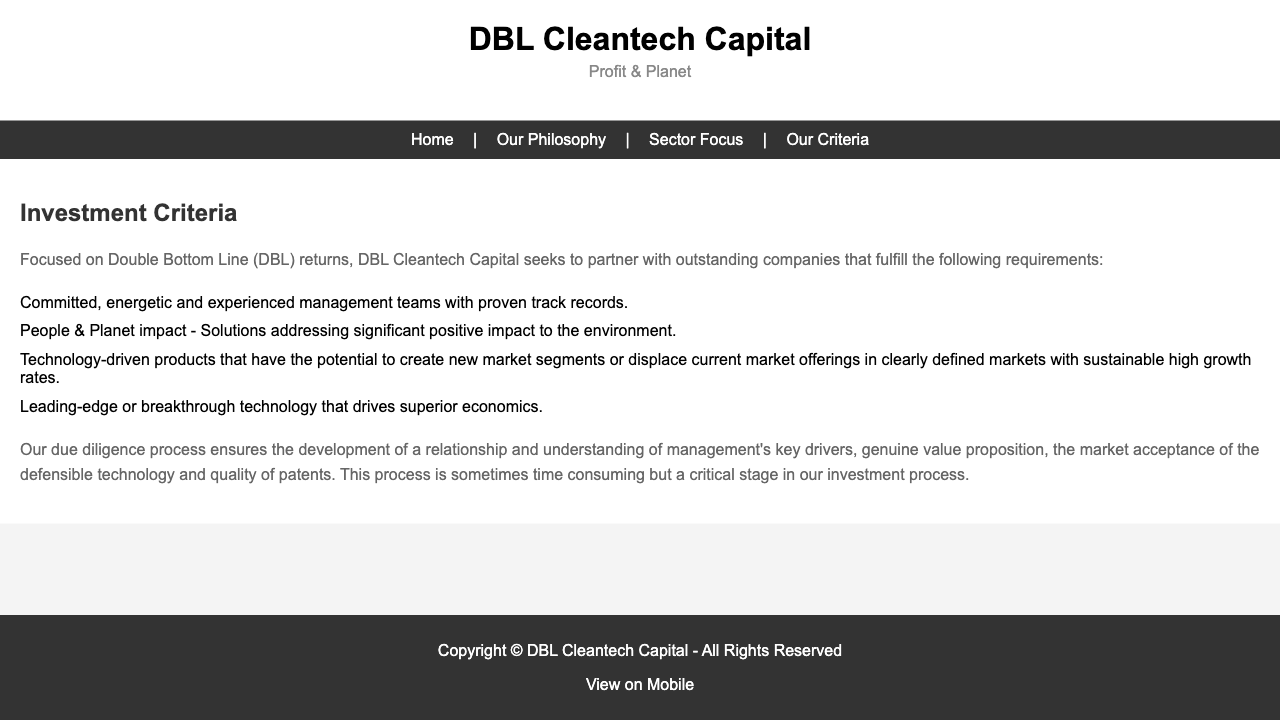 DBL Cleantech Capital
Profit & Planet
Home | Our Philosophy | Sector Focus | Our Criteria
Investment Criteria
Focused on Double Bottom Line (DBL) returns, DBL Cleantech Capital seeks to partner with outstanding companies that fulfill the following requirements:
Committed, energetic and experienced management teams with proven track records.
People & Planet impact - Solutions addressing significant positive impact to the environment.
Technology-driven products that have the potential to create new market segments or displace current market offerings in clearly defined markets with sustainable high growth
rates.
Leading-edge or breakthrough technology that drives superior economics.
Our due diligence process ensures the development of a relationship and understanding of management's key drivers, genuine value proposition, the market acceptance of the
defensible technology and quality of patents. This process is sometimes time consuming but a critical stage in our investment process.
Copyright © DBL Cleantech Capital - All Rights Reserved
View on Mobile